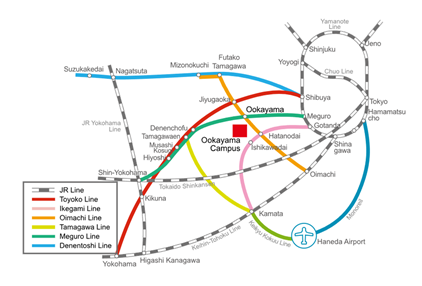 Yamanote
Line
Shinjuku
Ueno
Futako
Tamagawa
Mizonokuchi
Yoyogi
Suzukakedai
Nagatsuta
Chuo Line
Jiyugaoka
Shibuya
Tokyo
Ookayama
Meguro
Hamamatsu
cho
JR Yokohama
Line
Denenchofu
Tamagawaen
Gotanda
Hatanodai
Musashi
Kosugi
Ookayama
Campus
Ishikawadai
Shina
gawa
Hiyoshi
Shin-Yokohama
Tokaido Shinkansen
Oimachi
JR Line
Toyoko Line
Ikegami Line
Oimachi Line
Tamagawa Line
Meguro Line
Denentoshi Line
Kikuna
Kamata
Monorail
Keihin-Tohoku Line
Keikyu Kokuu Line
Haneda Airport
Yokohama
Higashi Kanagawa